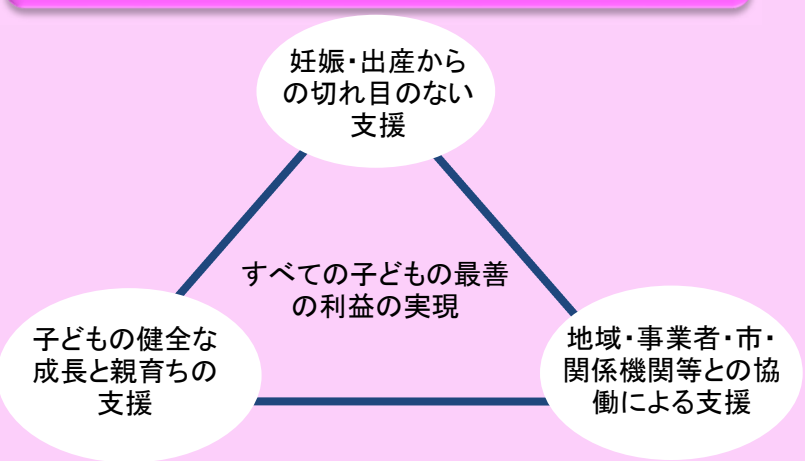 妊娠・出産から
の切れ目のない
支援
すべての子どもの最善
の利益の実現
子どもの健全な
成長と親育ちの
支援
地域・事業者・市・
関係機関等との協
働による支援